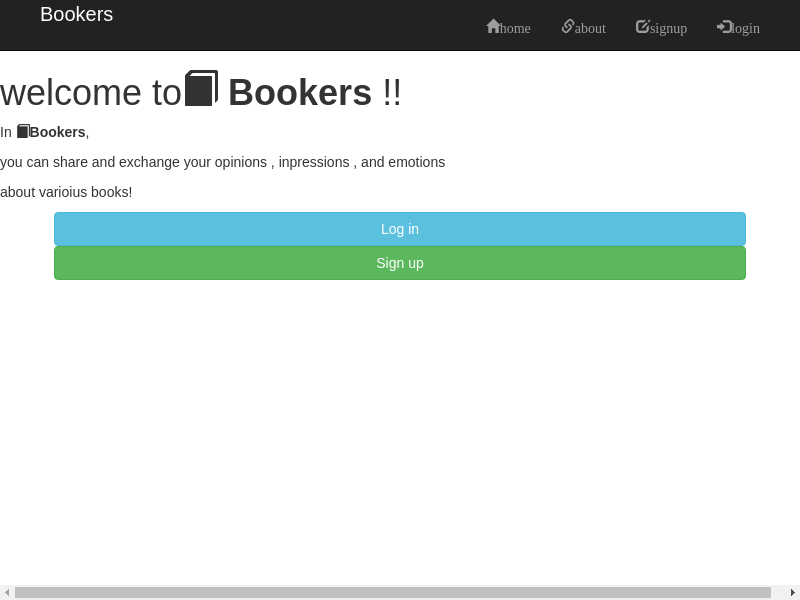 Bookers
home about signup login
welcome to Bookers !!
In Bookers,
you can share and exchange your opinions , inpressions , and emotions
about varioius books!
Log in
Sign up